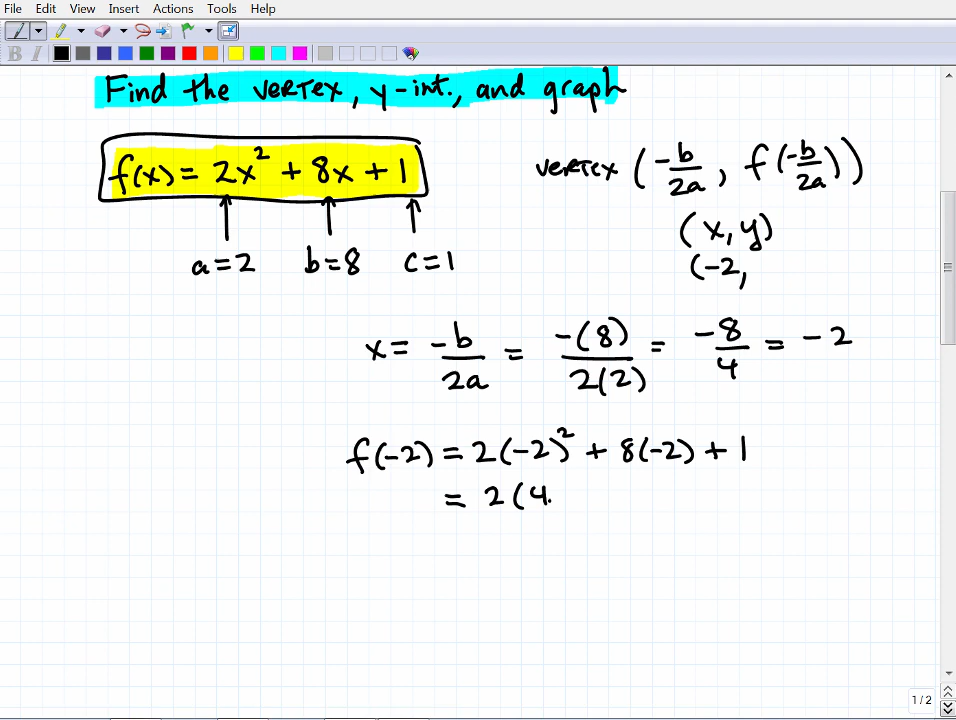 File Edit View Insert Actions Tools Help
B I
Find the vertex, y-int., and graph
f(x) = 2x² + 8x + 1
vertex (-b/2a, f(-b/2a))
(x, y)
a = 2 b = 8 c = 1
(-2,
x = -b/2a = -(8)/2(2) = -8/4 = -2
f(-2) = 2(-2)² + 8(-2) + 1
= 2(4
1 / 2